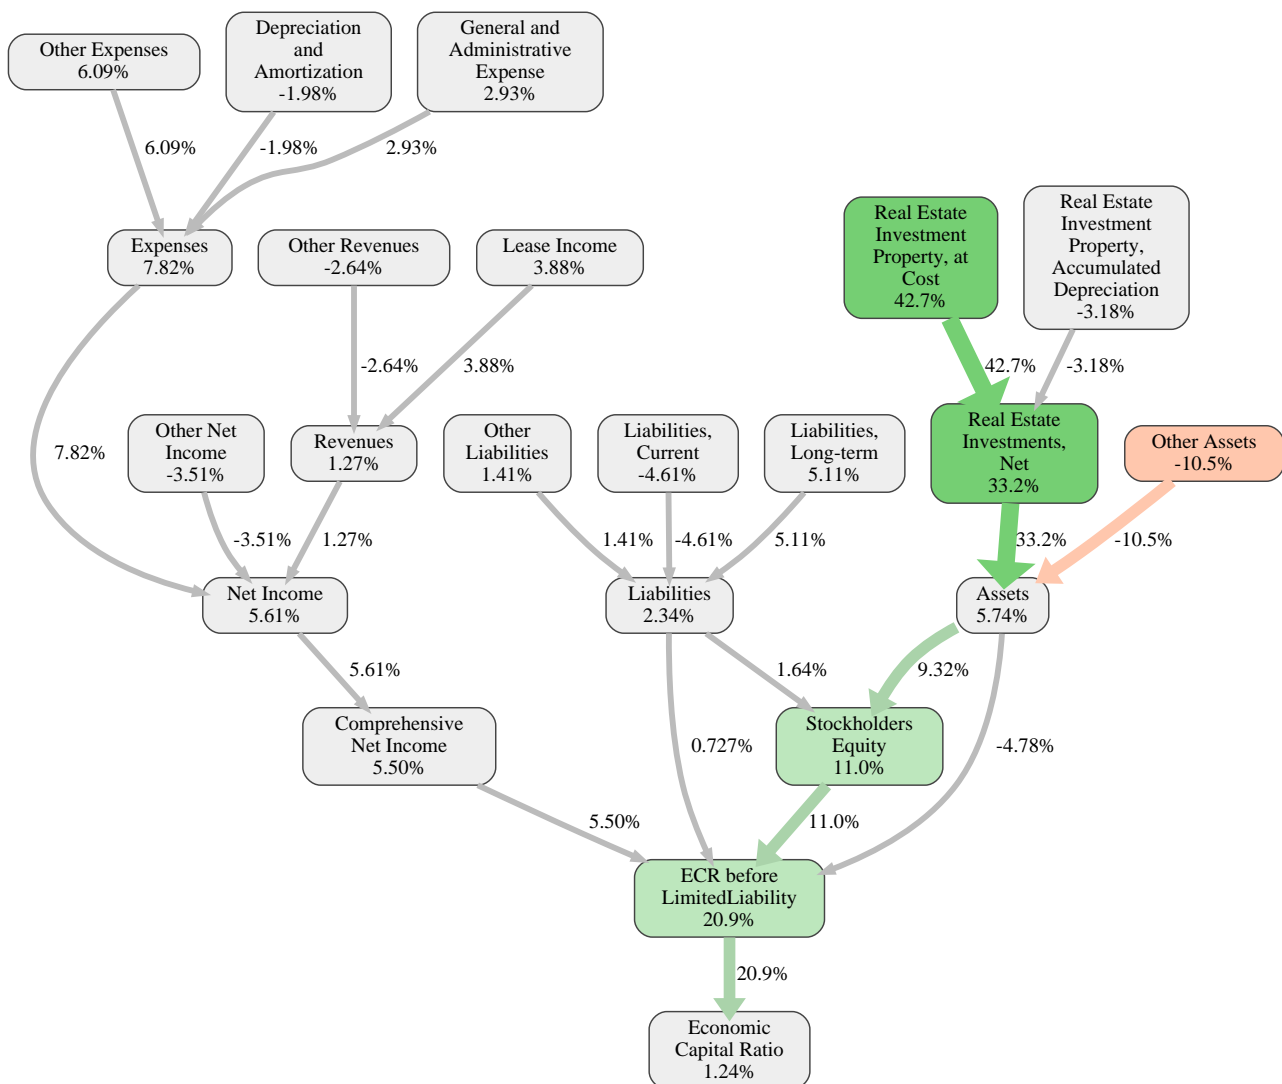 Other Expenses
6.09%
Depreciation
and
Amortization
-1.98%
General and
Administrative
Expense
2.93%
6.09%
-1.98%
2.93%
Expenses
7.82%
Other Revenues
-2.64%
Lease Income
3.88%
Real Estate
Investment
Property, at
Cost
42.7%
Real Estate
Investment
Property,
Accumulated
Depreciation
-3.18%
-2.64%
3.88%
42.7%
-3.18%
7.82%
Other Net
Income
-3.51%
Revenues
1.27%
Other
Liabilities
1.41%
Liabilities,
Current
-4.61%
Liabilities,
Long-term
5.11%
Real Estate
Investments,
Net
33.2%
Other Assets
-10.5%
-3.51%
1.27%
1.41%
-4.61%
5.11%
33.2%
-10.5%
Net Income
5.61%
Liabilities
2.34%
Assets
5.74%
5.61%
1.64%
9.32%
Comprehensive
Net Income
5.50%
0.727%
Stockholders
Equity
11.0%
-4.78%
5.50%
11.0%
ECR before
LimitedLiability
20.9%
20.9%
Economic
Capital Ratio
1.24%